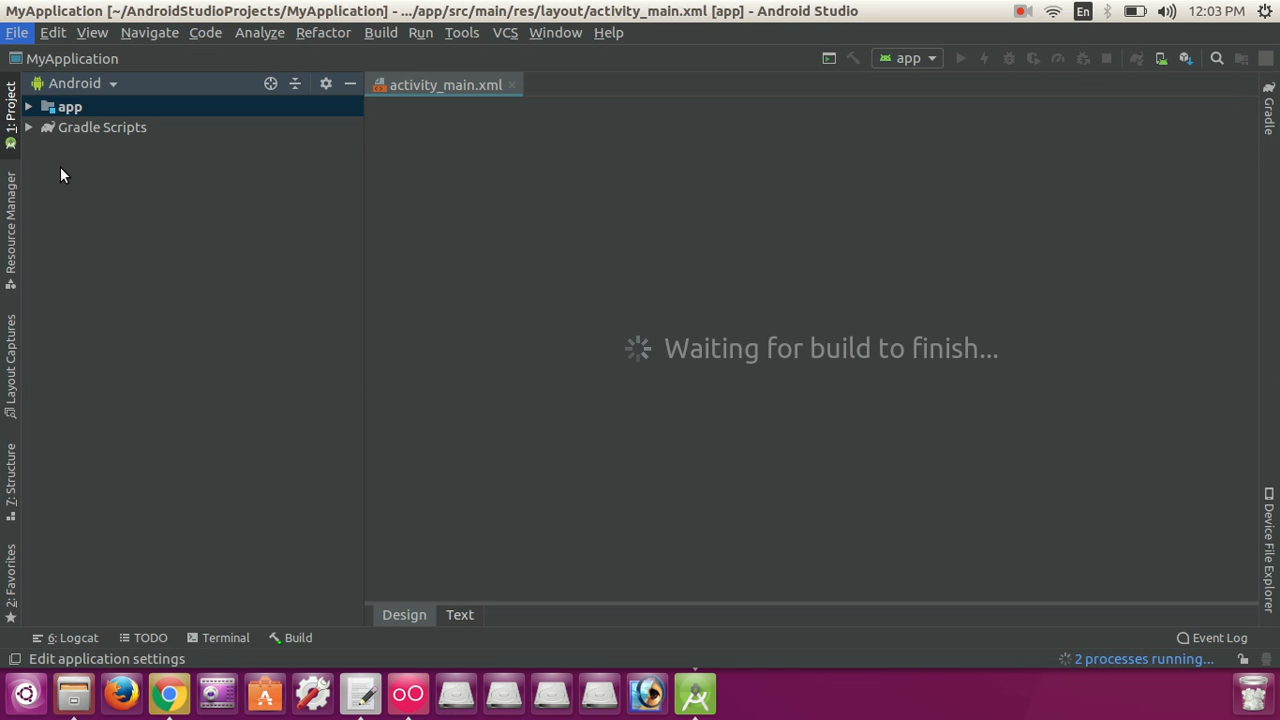 MyApplication [~/AndroidStudioProjects/MyApplication] - .../app/src/main/res/layout/activity_main.xml [app] - Android Studio
En
12:03 PM
File Edit View Navigate Code Analyze Refactor Build Run Tools VCS Window Help
MyApplication
app
1: Project
Android
activity_main.xml
app
Gradle Scripts
Gradle
Resource Manager
Waiting for build to finish...
Layout Captures
7: Structure
Device File Explorer
2: Favorites
Design Text
6: Logcat TODO Terminal Build Event Log
Edit application settings
2 processes running...